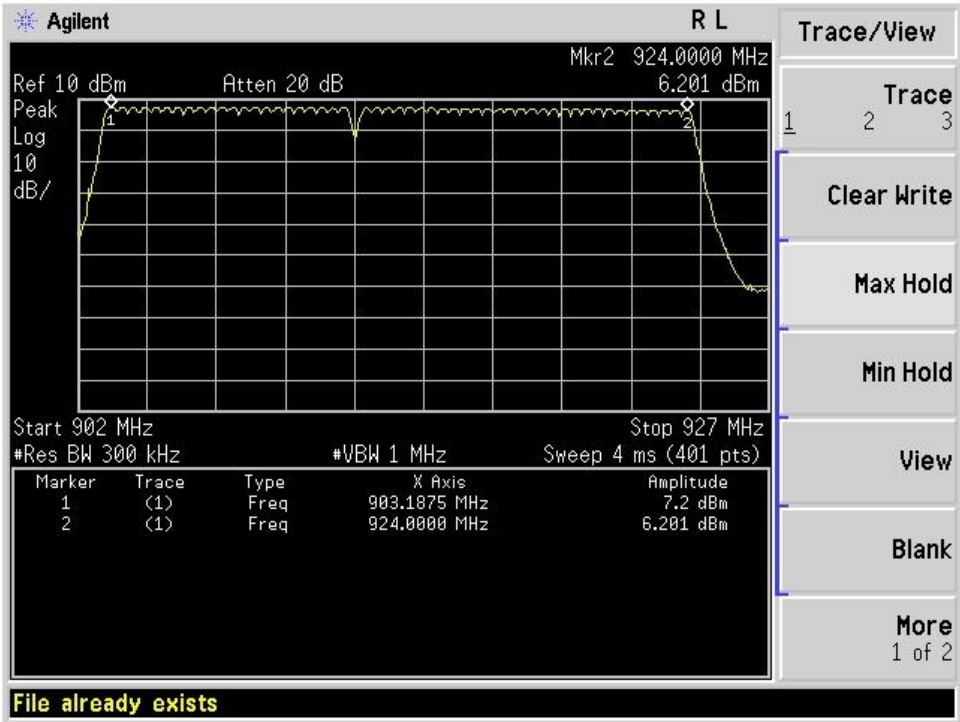 Agilent
R L
Trace/View
Mkr2 924.0000 MHz
Ref 10 dBm
Atten 20 dB
6.201 dBm
Peak
Log
10
dB/
1
2
Start 902 MHz
Stop 927 MHz
#Res BW 300 kHz
#VBW 1 MHz
Sweep 4 ms (401 pts)
Marker Trace Type X Axis Amplitude
1 (1) Freq 903.1875 MHz 7.2 dBm
2 (1) Freq 924.0000 MHz 6.201 dBm
Trace
1 2 3
Clear Write
Max Hold
Min Hold
View
Blank
More
1 of 2
File already exists